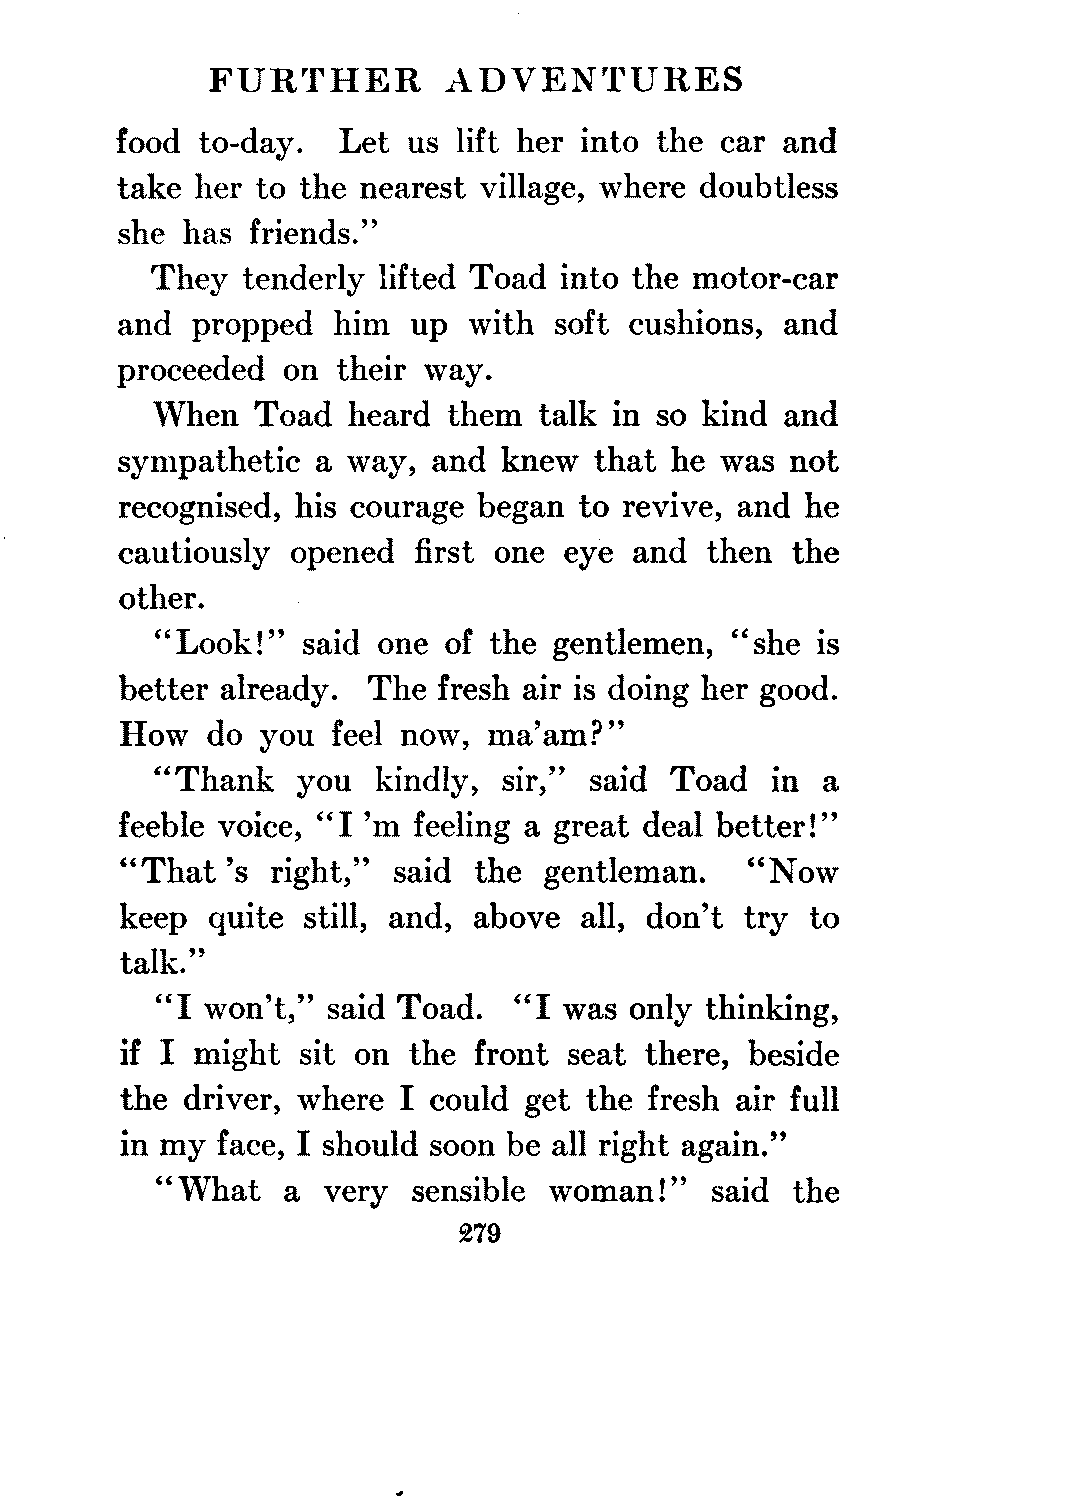 FURTHER ADVENTURES
food to-day. Let us lift her into the car and
take her to the nearest village, where doubtless
she has friends.”
They tenderly lifted Toad into the motor-car
and propped him up with soft cushions, and
proceeded on their way.
When Toad heard them talk in so kind and
sympathetic a way, and knew that he was not
recognised, his courage began to revive, and he
cautiously opened first one eye and then the
other.
“Look!” said one of the gentlemen, “she is
better already. The fresh air is doing her good.
How do you feel now, ma’am?”
“Thank you kindly, sir,” said Toad in a
feeble voice, “I ’m feeling a great deal better!”
“That ’s right,” said the gentleman. “Now
keep quite still, and, above all, don’t try to
talk.”
“I won’t,” said Toad. “I was only thinking,
if I might sit on the front seat there, beside
the driver, where I could get the fresh air full
in my face, I should soon be all right again.”
“What a very sensible woman!” said the
279